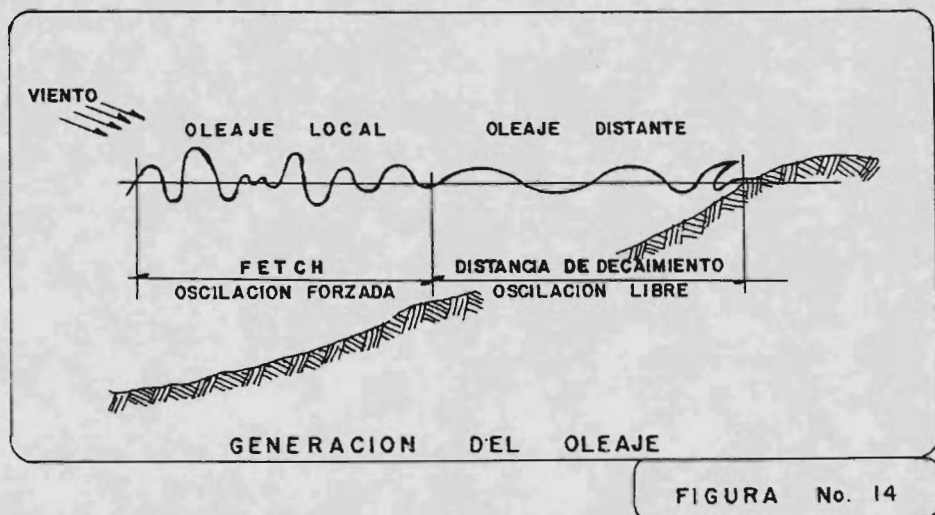 VIENTO
OLEAJE LOCAL
OLEAJE DISTANTE
FETCH
OSCILACION FORZADA
DISTANCIA DE DECAIMIENTO
OSCILACION LIBRE
GENERACION DEL OLEAJE
FIGURA No. 14